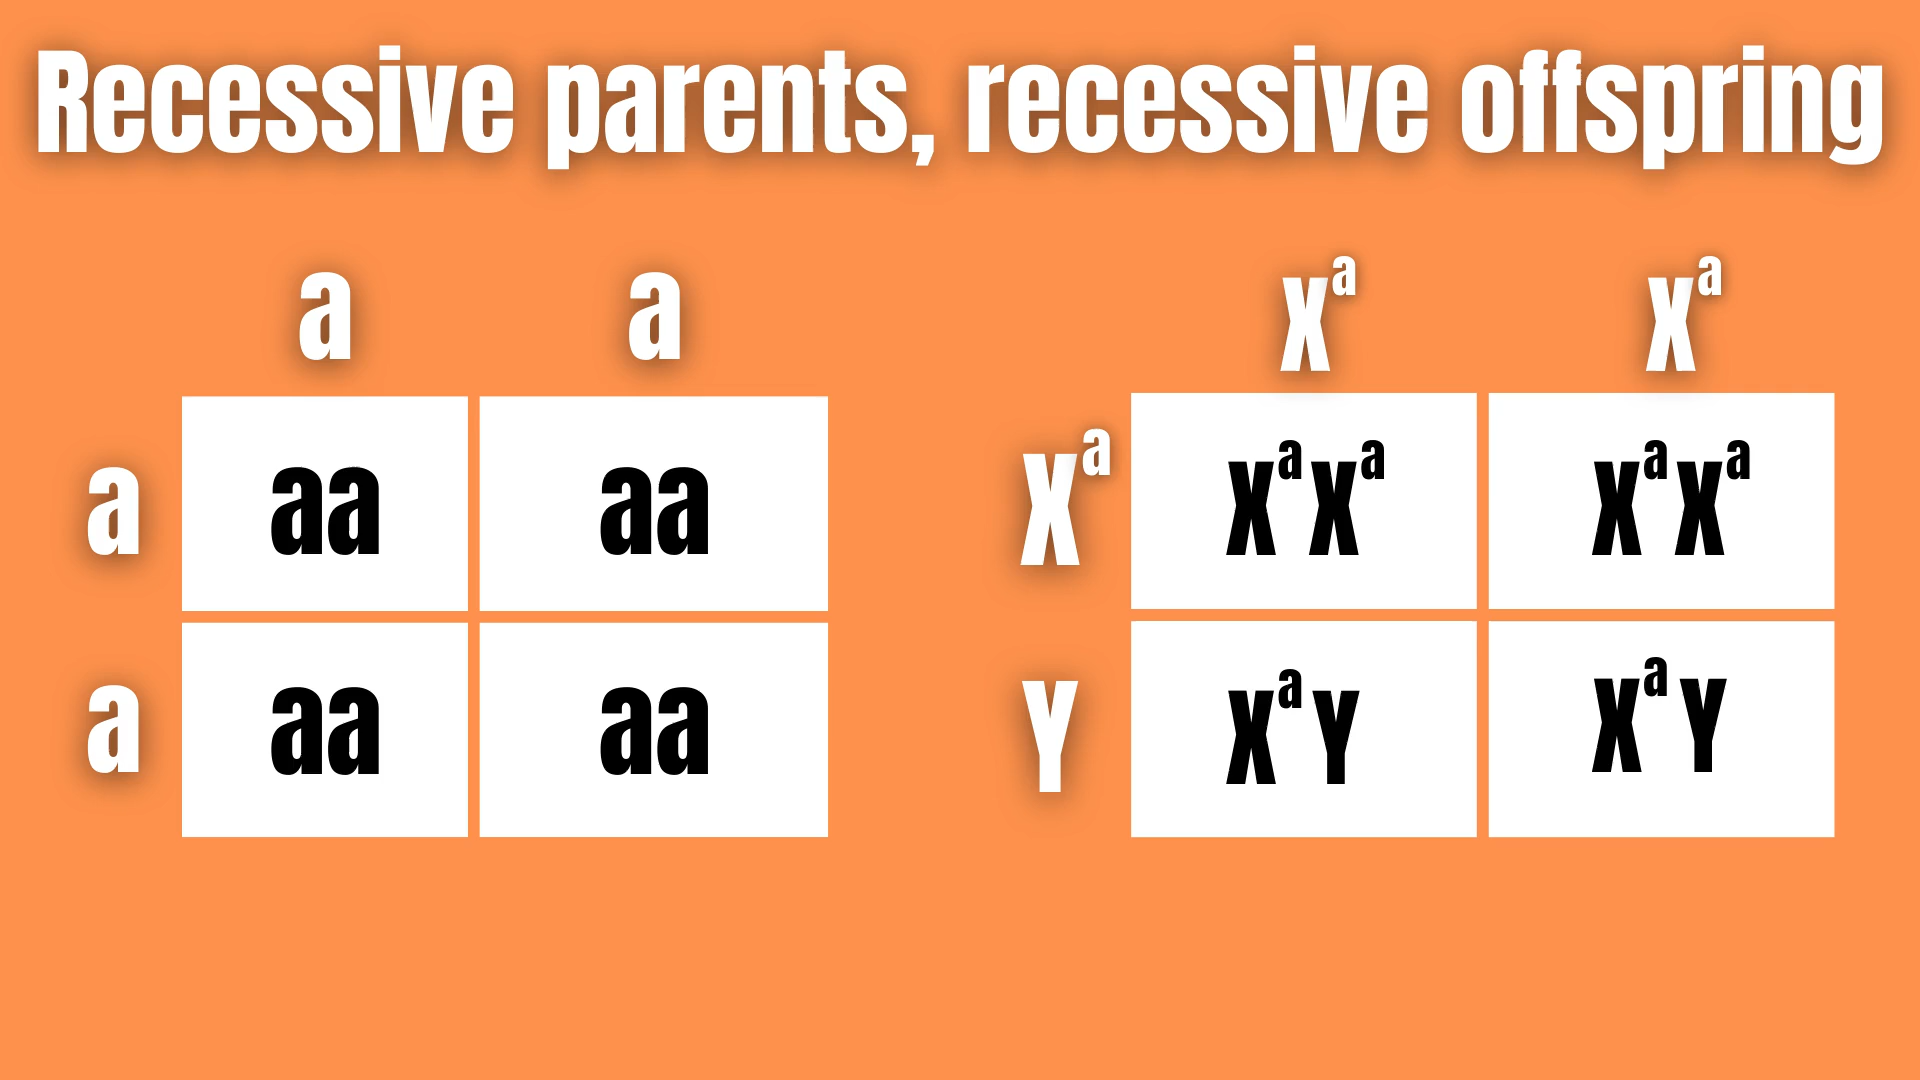 Recessive parents, recessive offspring
a a
a aa aa
a aa aa
Xᵃ Xᵃ
Xᵃ XᵃXᵃ XᵃXᵃ
Y XᵃY XᵃY